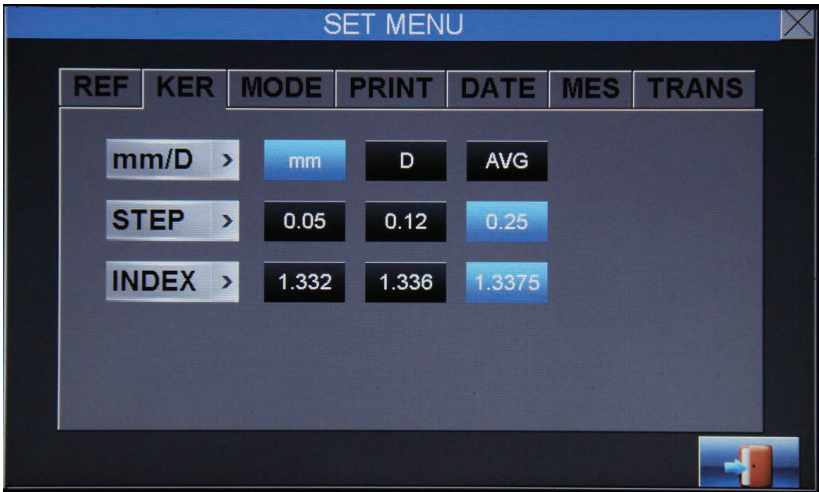 SET MENU
REF KER MODE PRINT DATE MES TRANS
mm/D > mm D AVG
STEP > 0.05 0.12 0.25
INDEX > 1.332 1.336 1.3375